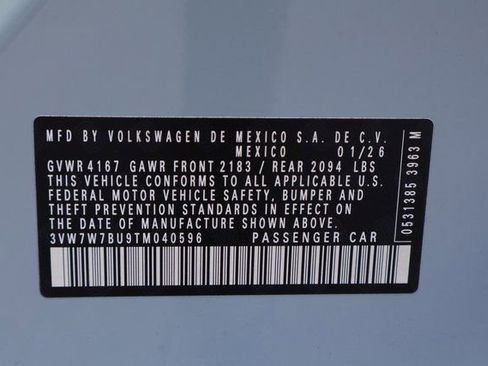 MFD BY VOLKSWAGEN DE MEXICO S.A. DE C.V.
MEXICO 01/26
GVWR 4167 GAWR FRONT 2183 / REAR 2094 LBS
THIS VEHICLE CONFORMS TO ALL APPLICABLE U.S.
FEDERAL MOTOR VEHICLE SAFETY, BUMPER AND
THEFT PREVENTION STANDARDS IN EFFECT ON
THE DATE OF MANUFACTURE SHOWN ABOVE.
3VW7W7BU9TM040596 PASSENGER CAR
0531385 3963 M